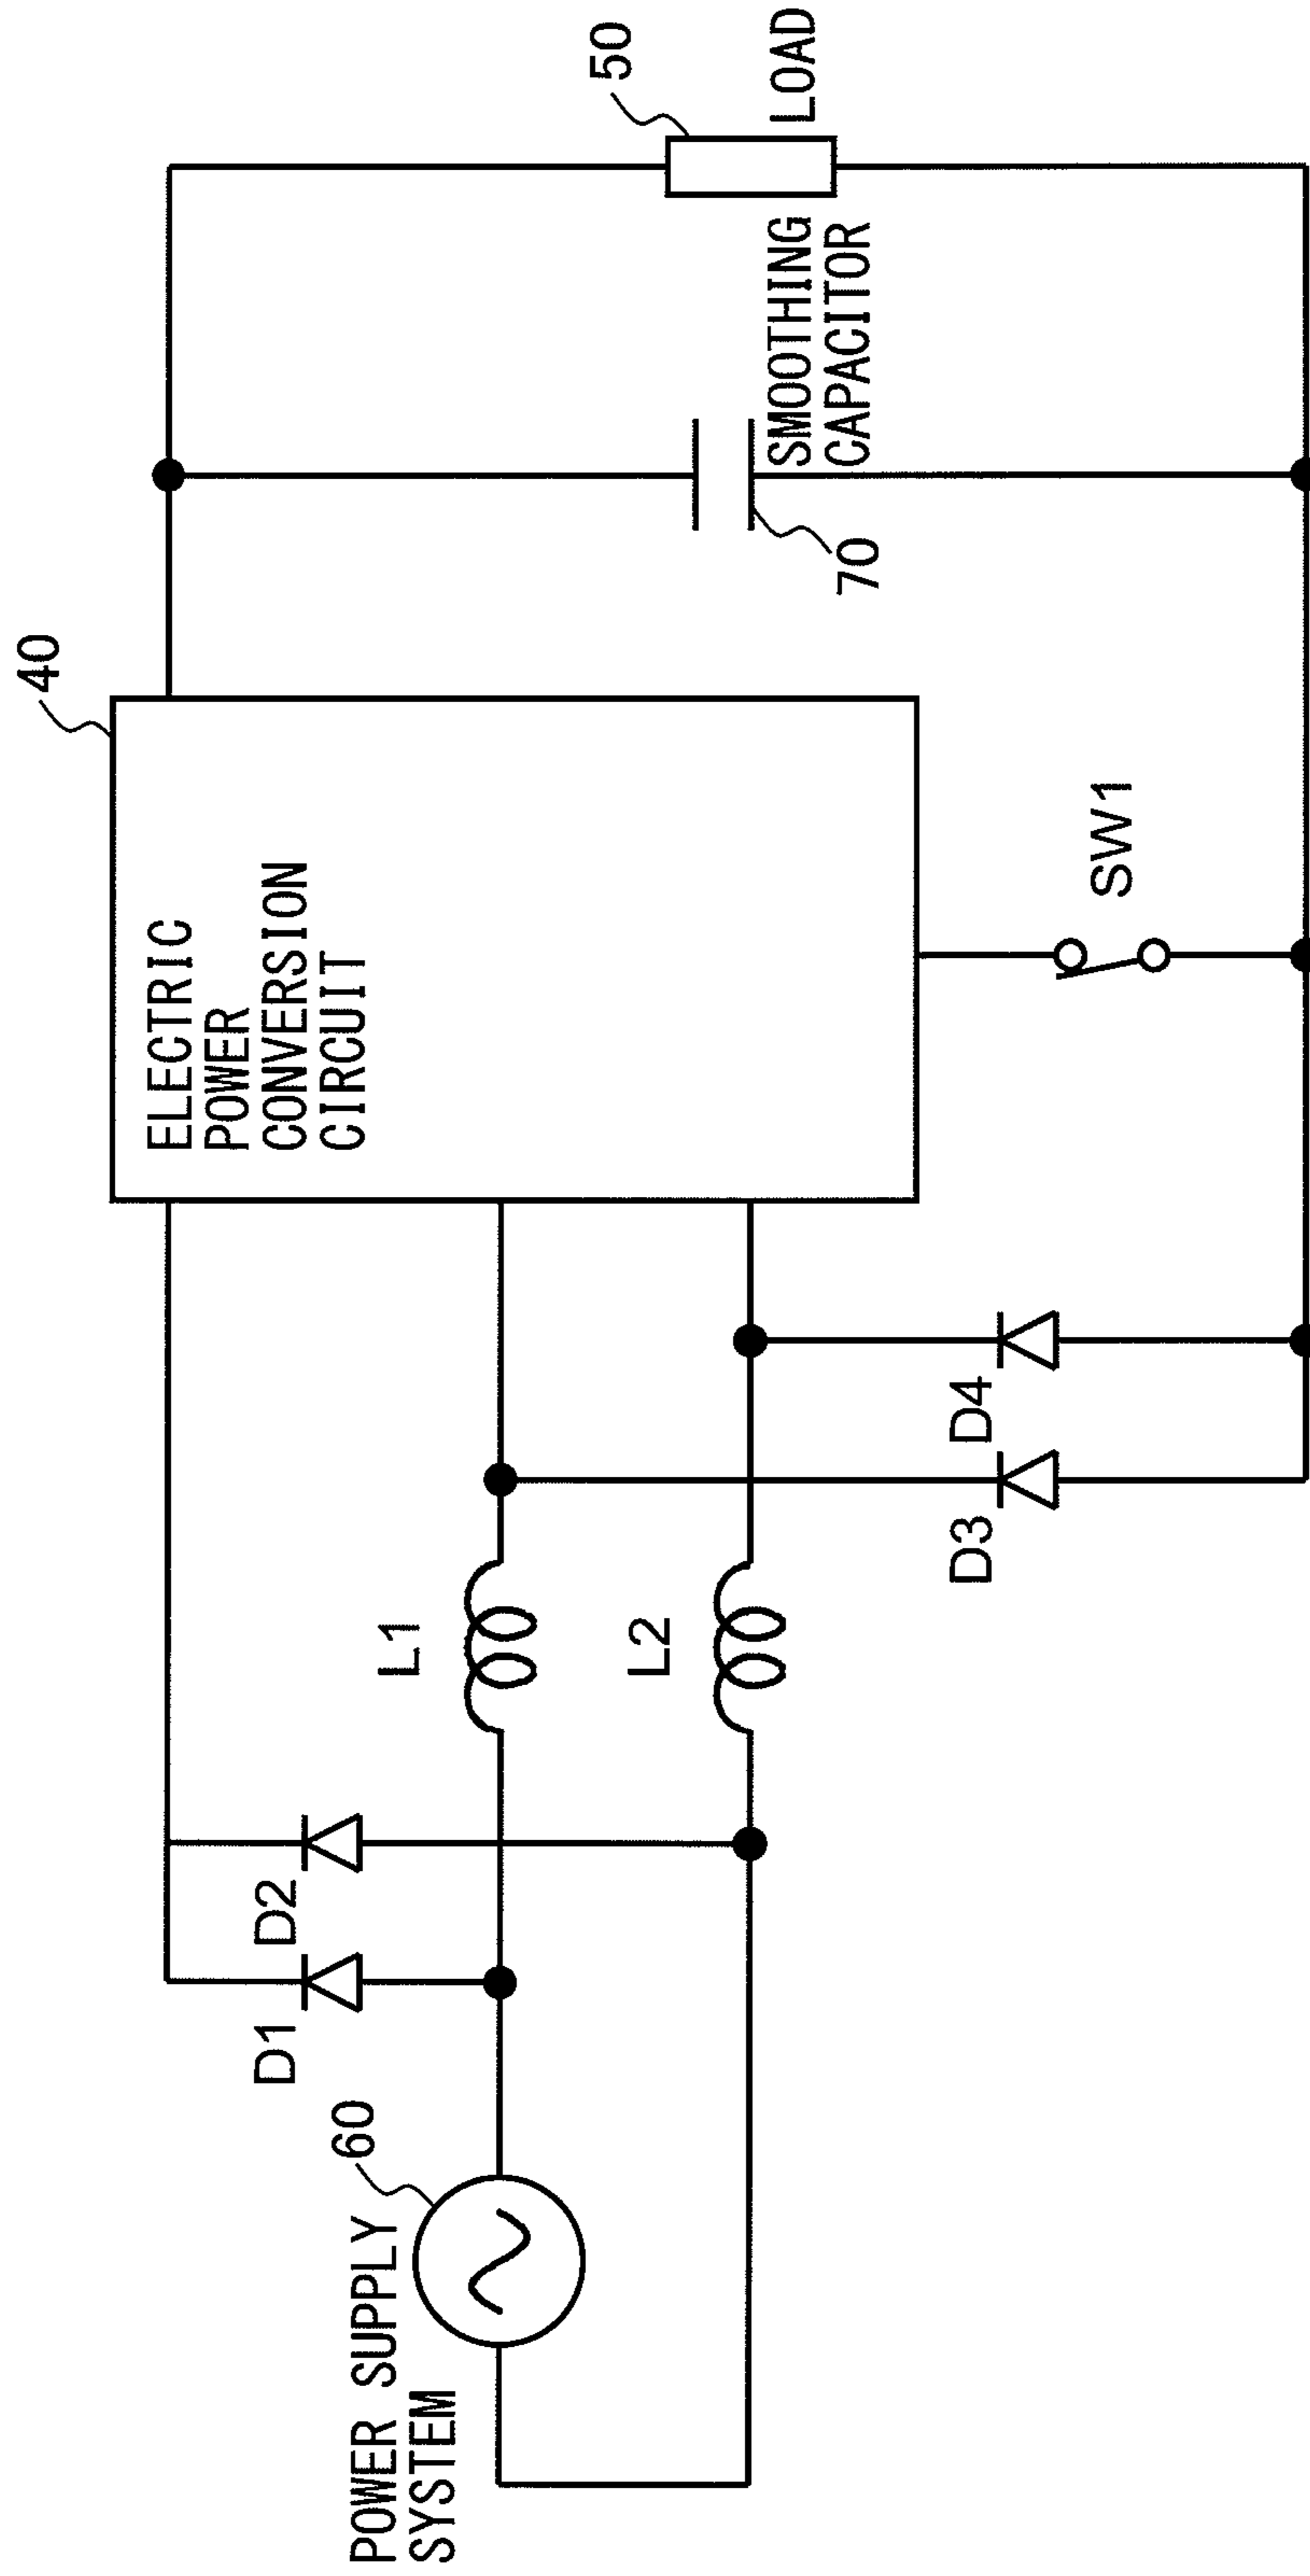 POWER SUPPLY
SYSTEM
60
D1
D2
L1
L2
D3
D4
ELECTRIC
POWER
CONVERSION
CIRCUIT
40
SW1
70
SMOOTHING
CAPACITOR
50
LOAD